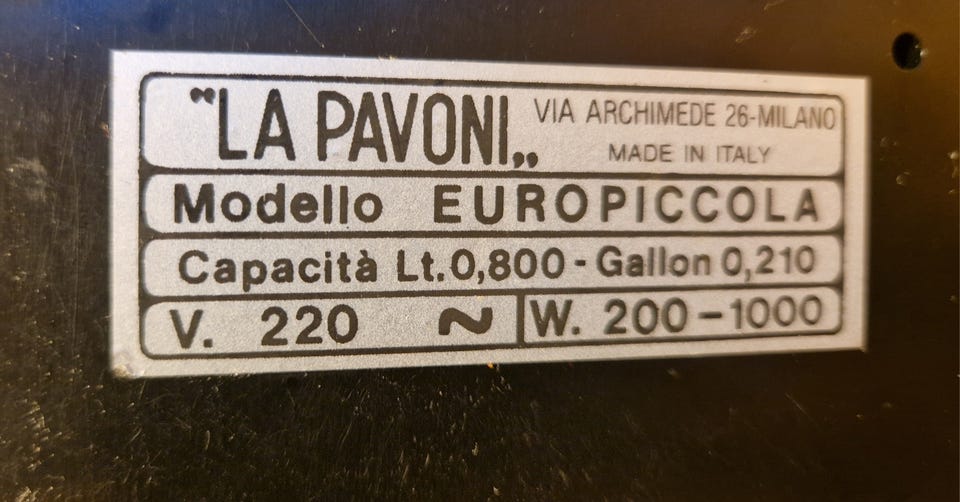 "LA PAVONI„ VIA ARCHIMEDE 26-MILANO
MADE IN ITALY
Modello EUROPICCOLA
Capacità Lt.0,800 - Gallon 0,210
V. 220 ~ W. 200-1000